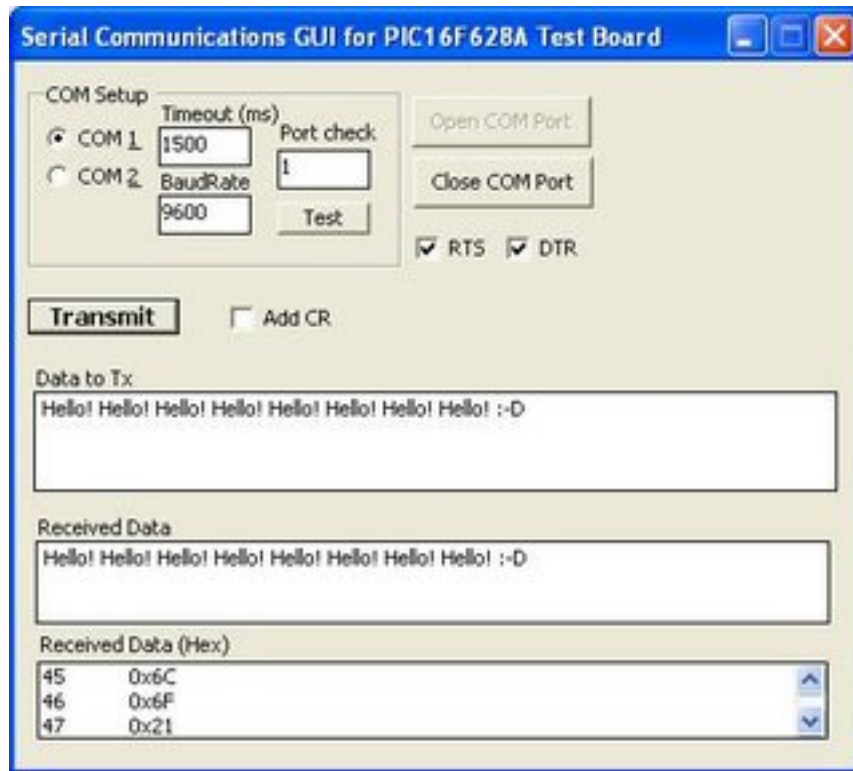 Serial Communications GUI for PIC16F628A Test Board
COM Setup
COM 1
COM 2
Timeout (ms)
1500
BaudRate
9600
Port check
1
Test
Open COM Port
Close COM Port
RTS
DTR
Transmit
Add CR
Data to Tx
Hello! Hello! Hello! Hello! Hello! Hello! Hello! Hello! :-D
Received Data
Hello! Hello! Hello! Hello! Hello! Hello! Hello! Hello! :-D
Received Data (Hex)
45 0x6C
46 0x6F
47 0x21